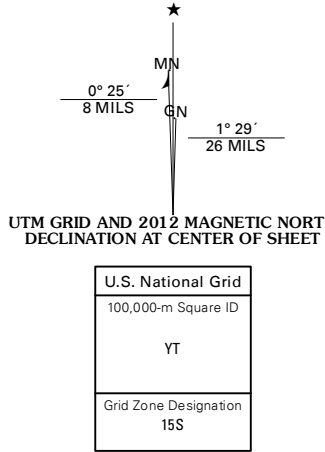 ★
MN
0° 25´
8 MILS
GN
1° 29´
26 MILS
UTM GRID AND 2012 MAGNETIC NORT
DECLINATION AT CENTER OF SHEET
U.S. National Grid
100,000-m Square ID
YT
Grid Zone Designation
15S